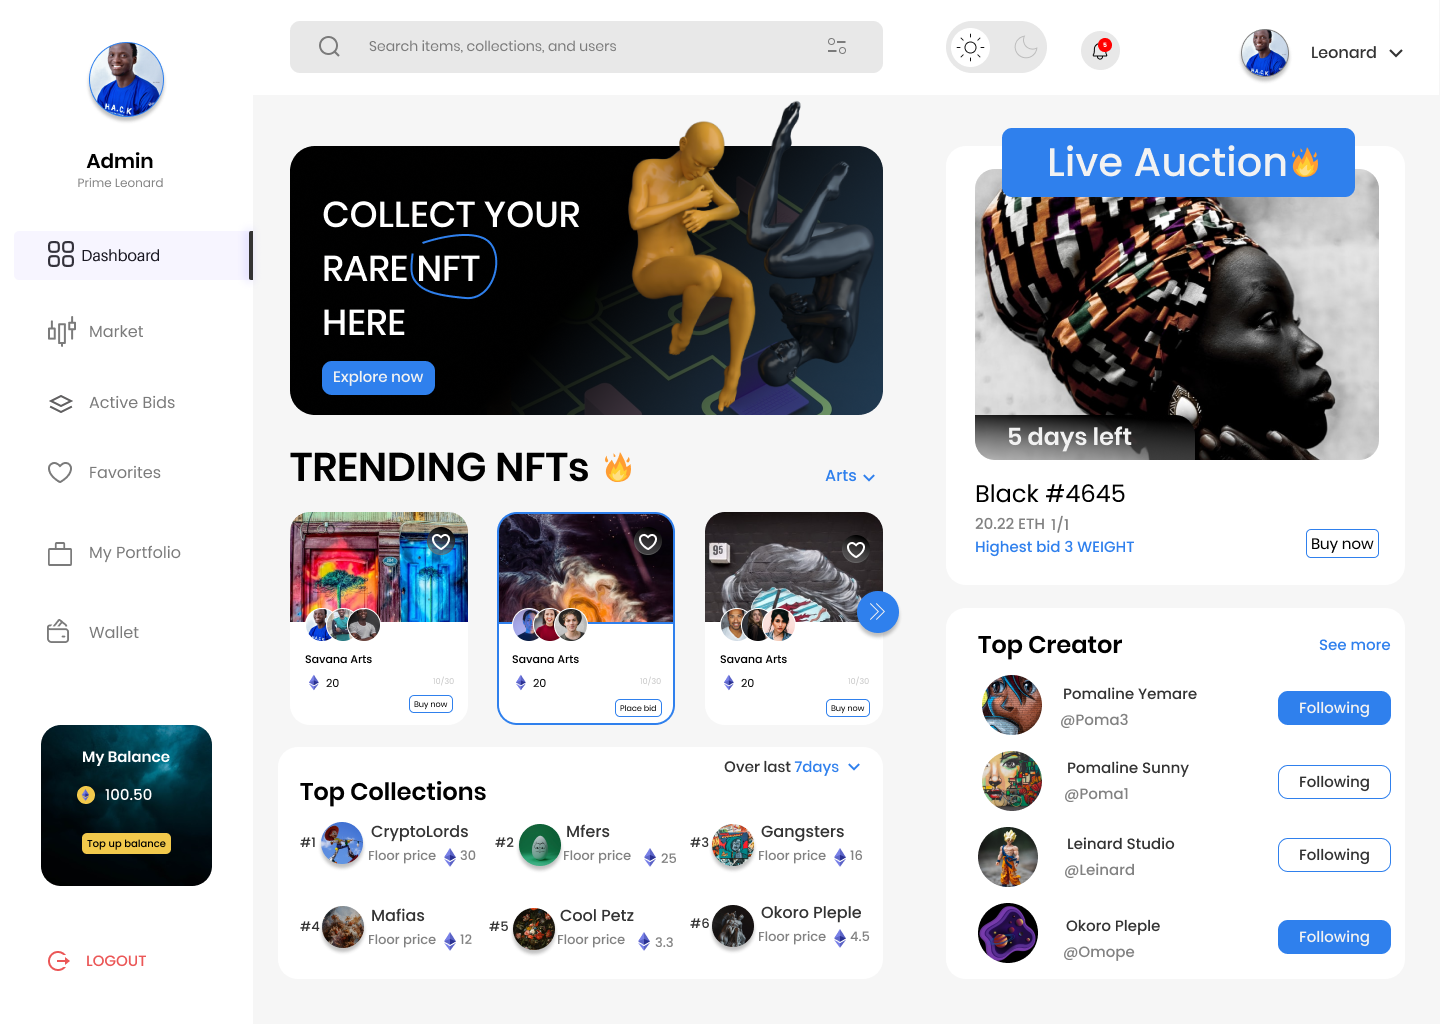 Search items, collections, and users
5
Leonard
H.A.C.K
Admin
Prime Leonard
Dashboard
Market
Active Bids
Favorites
My Portfolio
Wallet
My Balance
100.50
Top up balance
LOGOUT
COLLECT YOUR
RARE NFT
HERE
Explore now
TRENDING NFTs
Arts
Savana Arts
20
10/30
Buy now
Savana Arts
20
10/30
Place bid
95
Savana Arts
20
10/30
Buy now
Over last 7days
Top Collections
#1
CryptoLords
Floor price 30
#2
Mfers
Floor price 25
#3
Gangsters
Floor price 16
#4
Mafias
Floor price 12
#5
Cool Petz
Floor price 3.3
#6
Okoro Pleple
Floor price 4.5
Live Auction
5 days left
Black #4645
20.22 ETH 1/1
Highest bid 3 WEIGHT
Buy now
Top Creator
See more
Pomaline Yemare
@Poma3
Following
Pomaline Sunny
@Poma1
Following
Leinard Studio
@Leinard
Following
Okoro Pleple
@Omope
Following